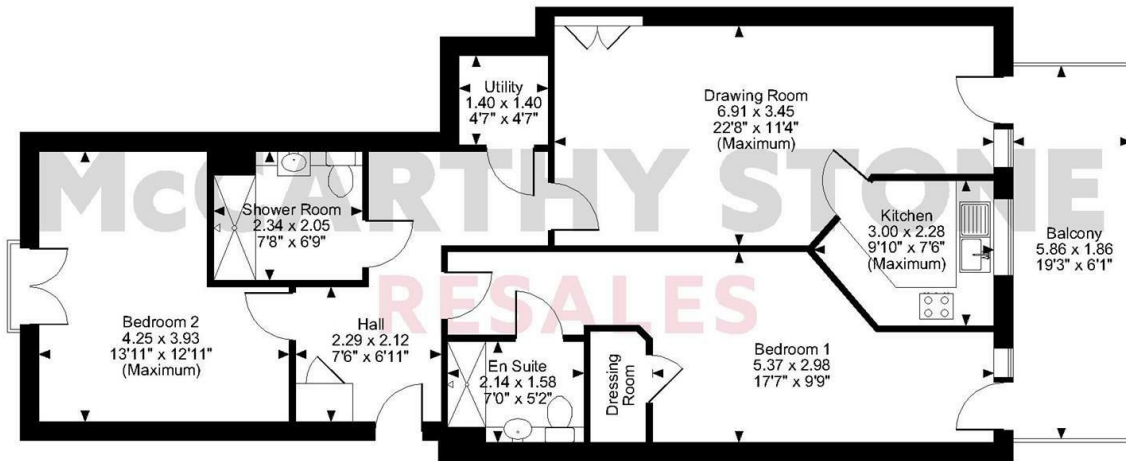 Utility
1.40 x 1.40
4'7" x 4'7"
Drawing Room
6.91 x 3.45
22'8" x 11'4"
(Maximum)
McCARTHY STONE
RESALES
Shower Room
2.34 x 2.05
7'8" x 6'9"
Kitchen
3.00 x 2.28
9'10" x 7'6"
(Maximum)
Balcony
5.86 x 1.86
19'3" x 6'1"
Bedroom 2
4.25 x 3.93
13'11" x 12'11"
(Maximum)
Hall
2.29 x 2.12
7'6" x 6'11"
En Suite
2.14 x 1.58
7'0" x 5'2"
Dressing
Room
Bedroom 1
5.37 x 2.98
17'7" x 9'9"